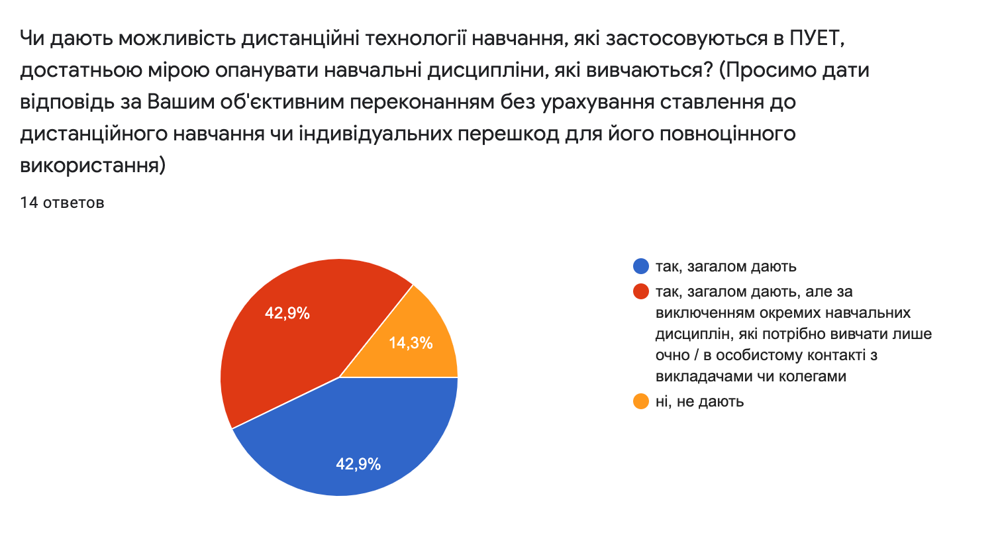 Чи дають можливість дистанційні технології навчання, які застосовуються в ПУЕТ,
достатньою мірою опанувати навчальні дисципліни, які вивчаються? (Просимо дати
відповідь за Вашим об'єктивним переконанням без урахування ставлення до
дистанційного навчання чи індивідуальних перешкод для його повноцінного
використання)
14 ответов
42,9%
14,3%
42,9%
так, загалом дають
так, загалом дають, але за
виключенням окремих навчальних
дисциплін, які потрібно вивчати лише
очно / в особистому контакті з
викладачами чи колегами
ні, не дають